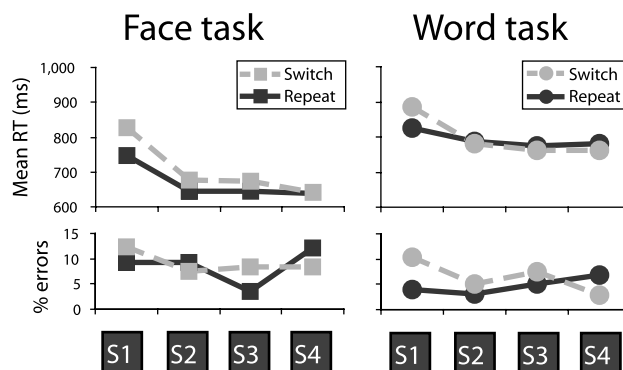 Face task
Word task
Mean RT (ms)
1,000
900
800
700
600
Switch
Repeat
Switch
Repeat
% errors
15
10
5
0
S1 S2 S3 S4
S1 S2 S3 S4